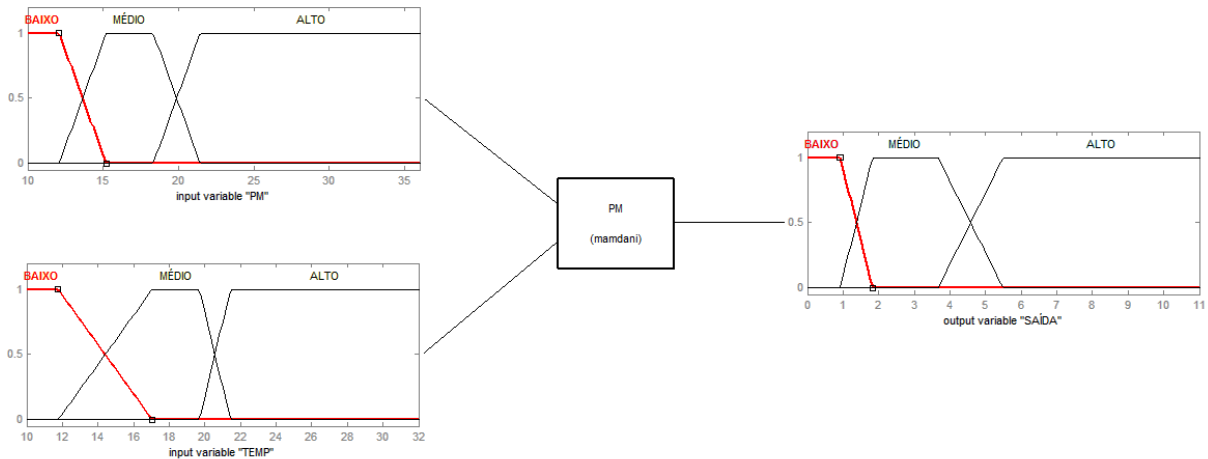 BAIXO MÉDIO ALTO
1
0.5
0
10 15 20 25 30 35
input variable "PM"
BAIXO MÉDIO ALTO
1
0.5
0
10 12 14 16 18 20 22 24 26 28 30 32
input variable "TEMP"
PM
(mamdani)
BAIXO MÉDIO ALTO
1
0.5
0
0 1 2 3 4 5 6 7 8 9 10 11
output variable "SAÍDA"